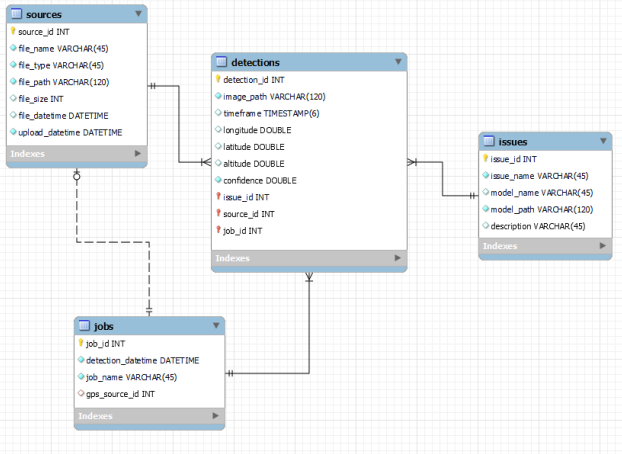 sources
source_id INT
file_name VARCHAR(45)
file_type VARCHAR(45)
file_path VARCHAR(120)
file_size INT
file_datetime DATETIME
upload_datetime DATETIME
Indexes
detections
detection_id INT
image_path VARCHAR(120)
timeframe TIMESTAMP(6)
longitude DOUBLE
latitude DOUBLE
altitude DOUBLE
confidence DOUBLE
issue_id INT
source_id INT
job_id INT
Indexes
issues
issue_id INT
issue_name VARCHAR(45)
model_name VARCHAR(45)
model_path VARCHAR(120)
description VARCHAR(45)
Indexes
jobs
job_id INT
detection_datetime DATETIME
job_name VARCHAR(45)
gps_source_id INT
Indexes